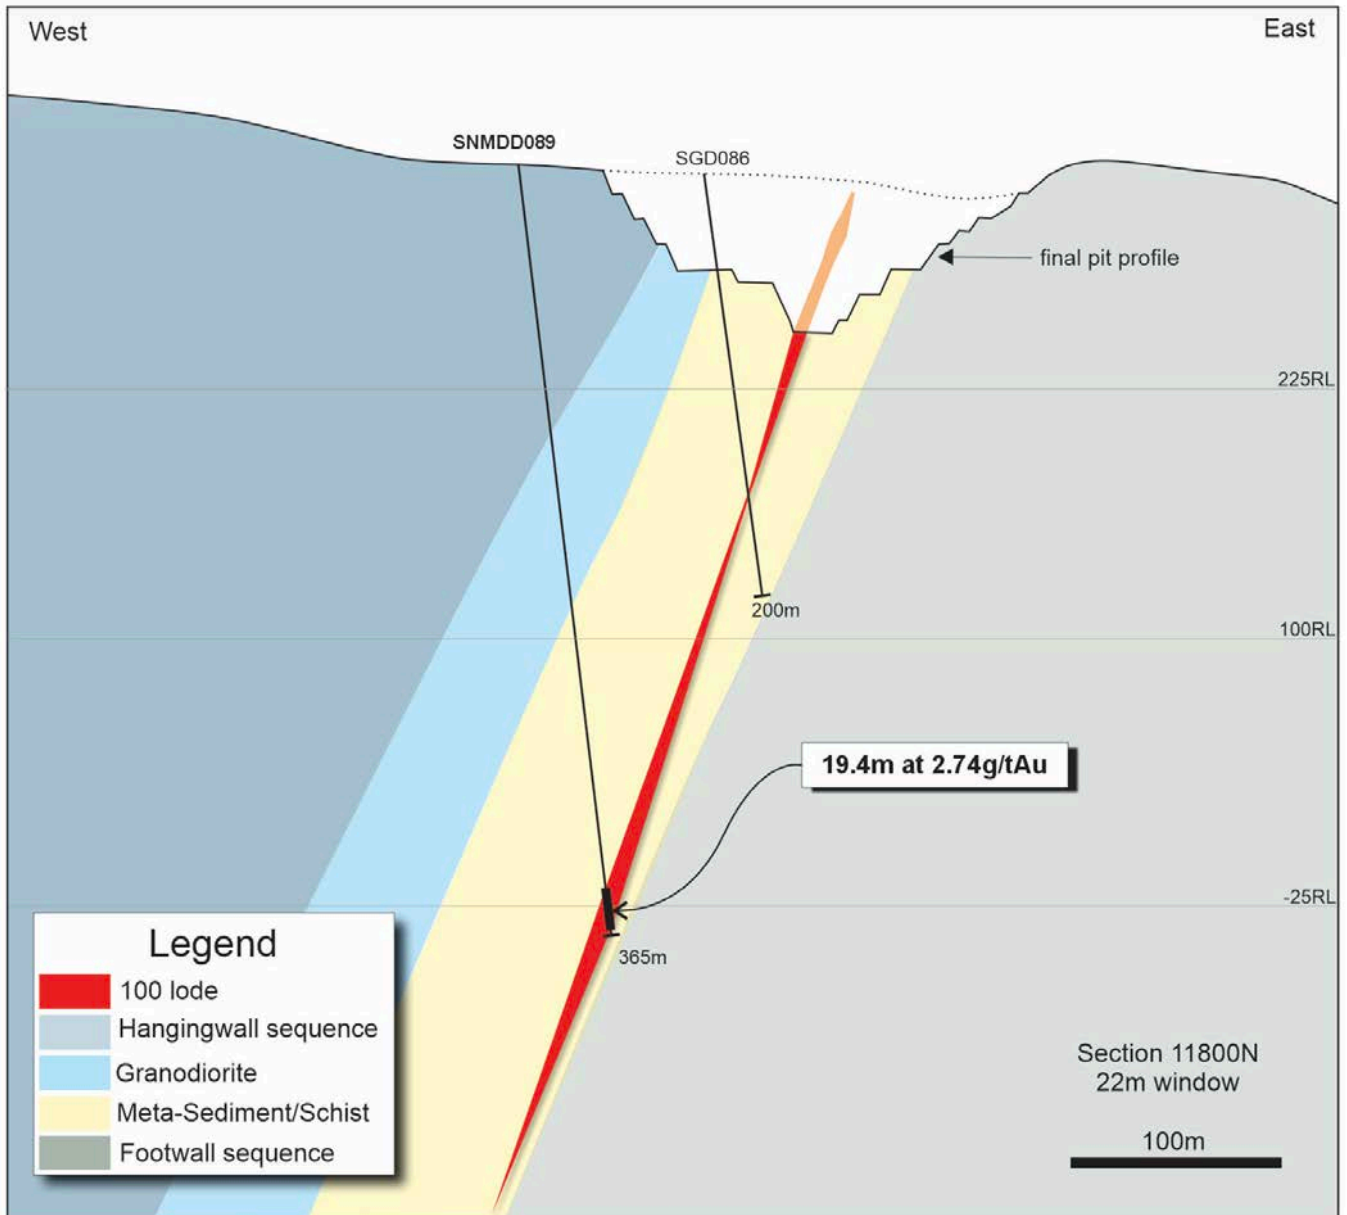 West
East
SNMDD089
SGD086
final pit profile
225RL
200m
100RL
19.4m at 2.74g/tAu
-25RL
365m
Legend
100 lode
Hangingwall sequence
Granodiorite
Meta-Sediment/Schist
Footwall sequence
Section 11800N
22m window
100m